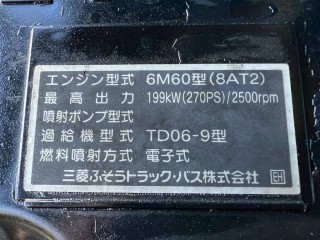 エンジン型式 6M60型(8AT2)
最高出力 199kW(270PS)/2500rpm
噴射ポンプ型式
過給機型式 TD06-9型
燃料噴射方式 電子式
三菱ふそうトラック・バス株式会社 EH